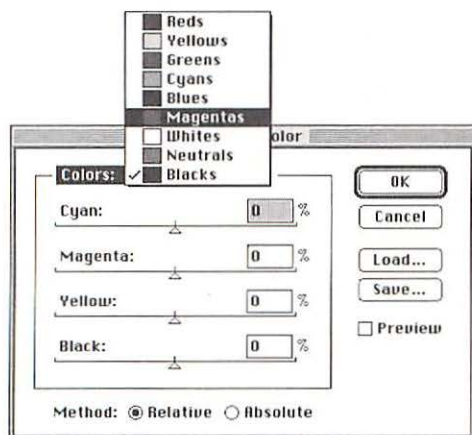 Reds
Yellows
Greens
Cyans
Blues
Magentas
Whites
Neutrals
✓ Blacks
olor
Colors:
Cyan: 0 %
Magenta: 0 %
Yellow: 0 %
Black: 0 %
Method: Relative Absolute
OK
Cancel
Load...
Save...
Preview